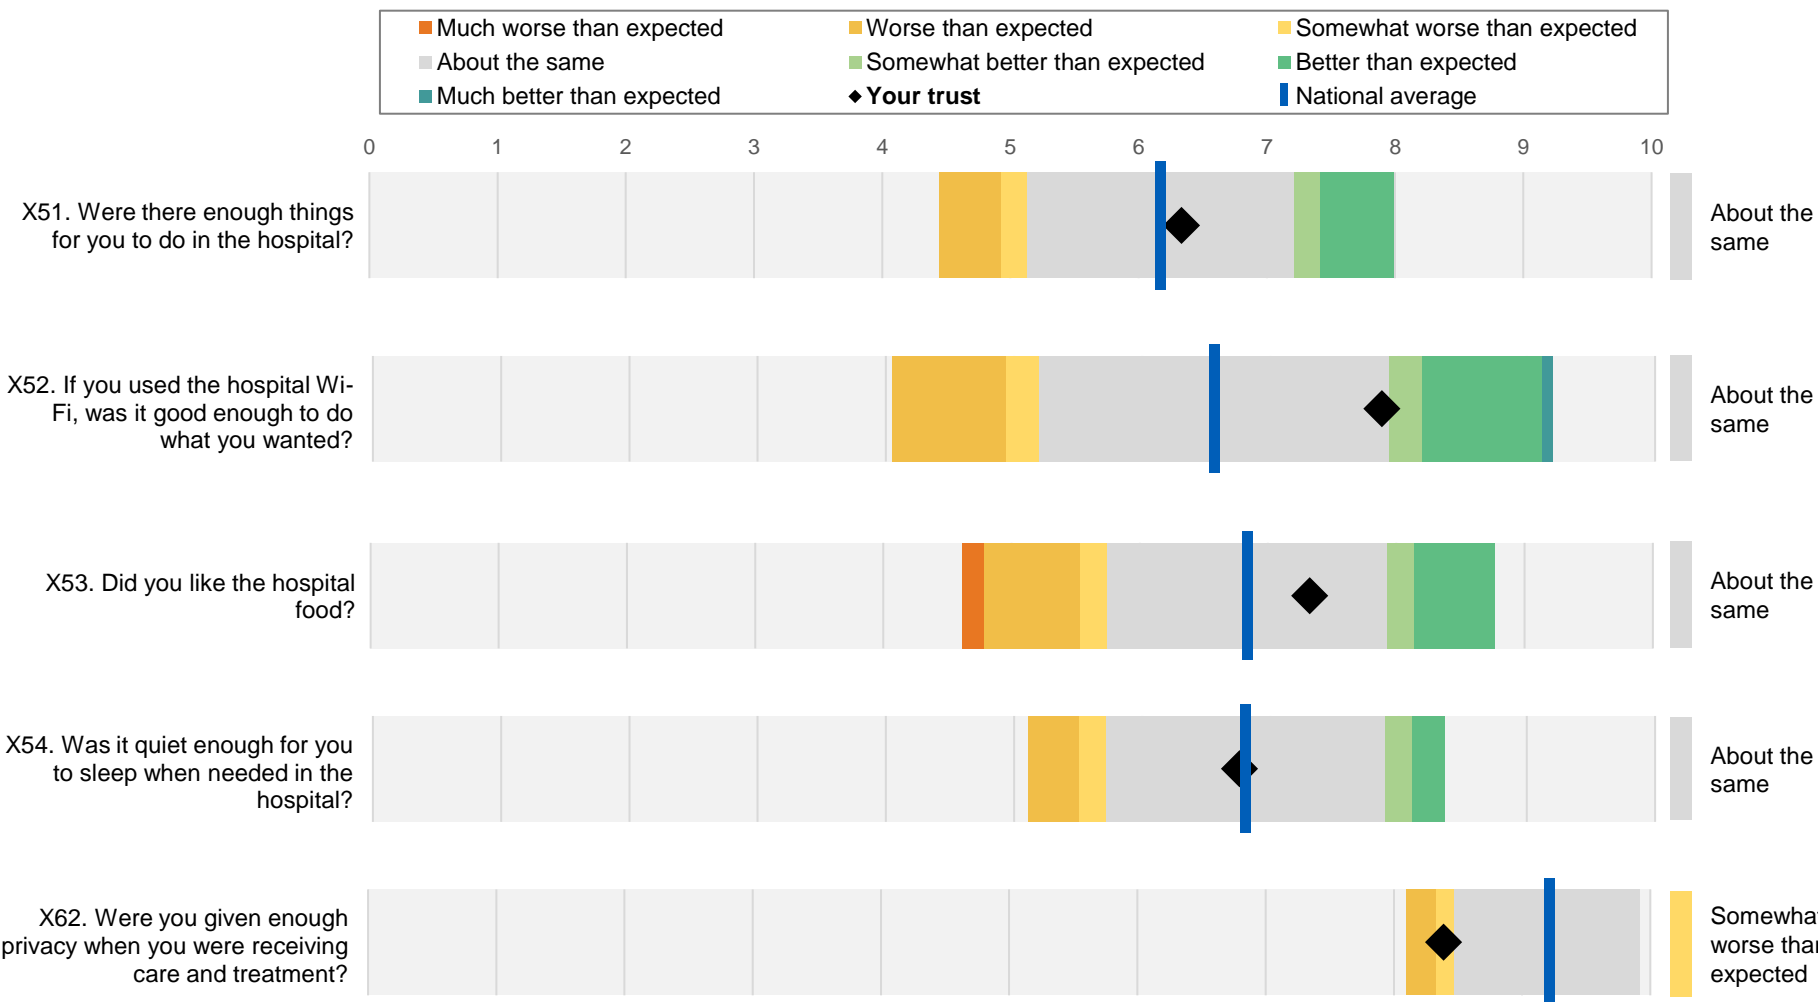 Much worse than expected
Worse than expected
Somewhat worse than expected
About the same
Somewhat better than expected
Better than expected
Much better than expected
Your trust
National average
0 1 2 3 4 5 6 7 8 9 10
X51. Were there enough things
for you to do in the hospital?
About the
same
X52. If you used the hospital Wi-
Fi, was it good enough to do
what you wanted?
About the
same
X53. Did you like the hospital
food?
About the
same
X54. Was it quiet enough for you
to sleep when needed in the
hospital?
About the
same
X62. Were you given enough
privacy when you were receiving
care and treatment?
Somewhat
worse than
expected